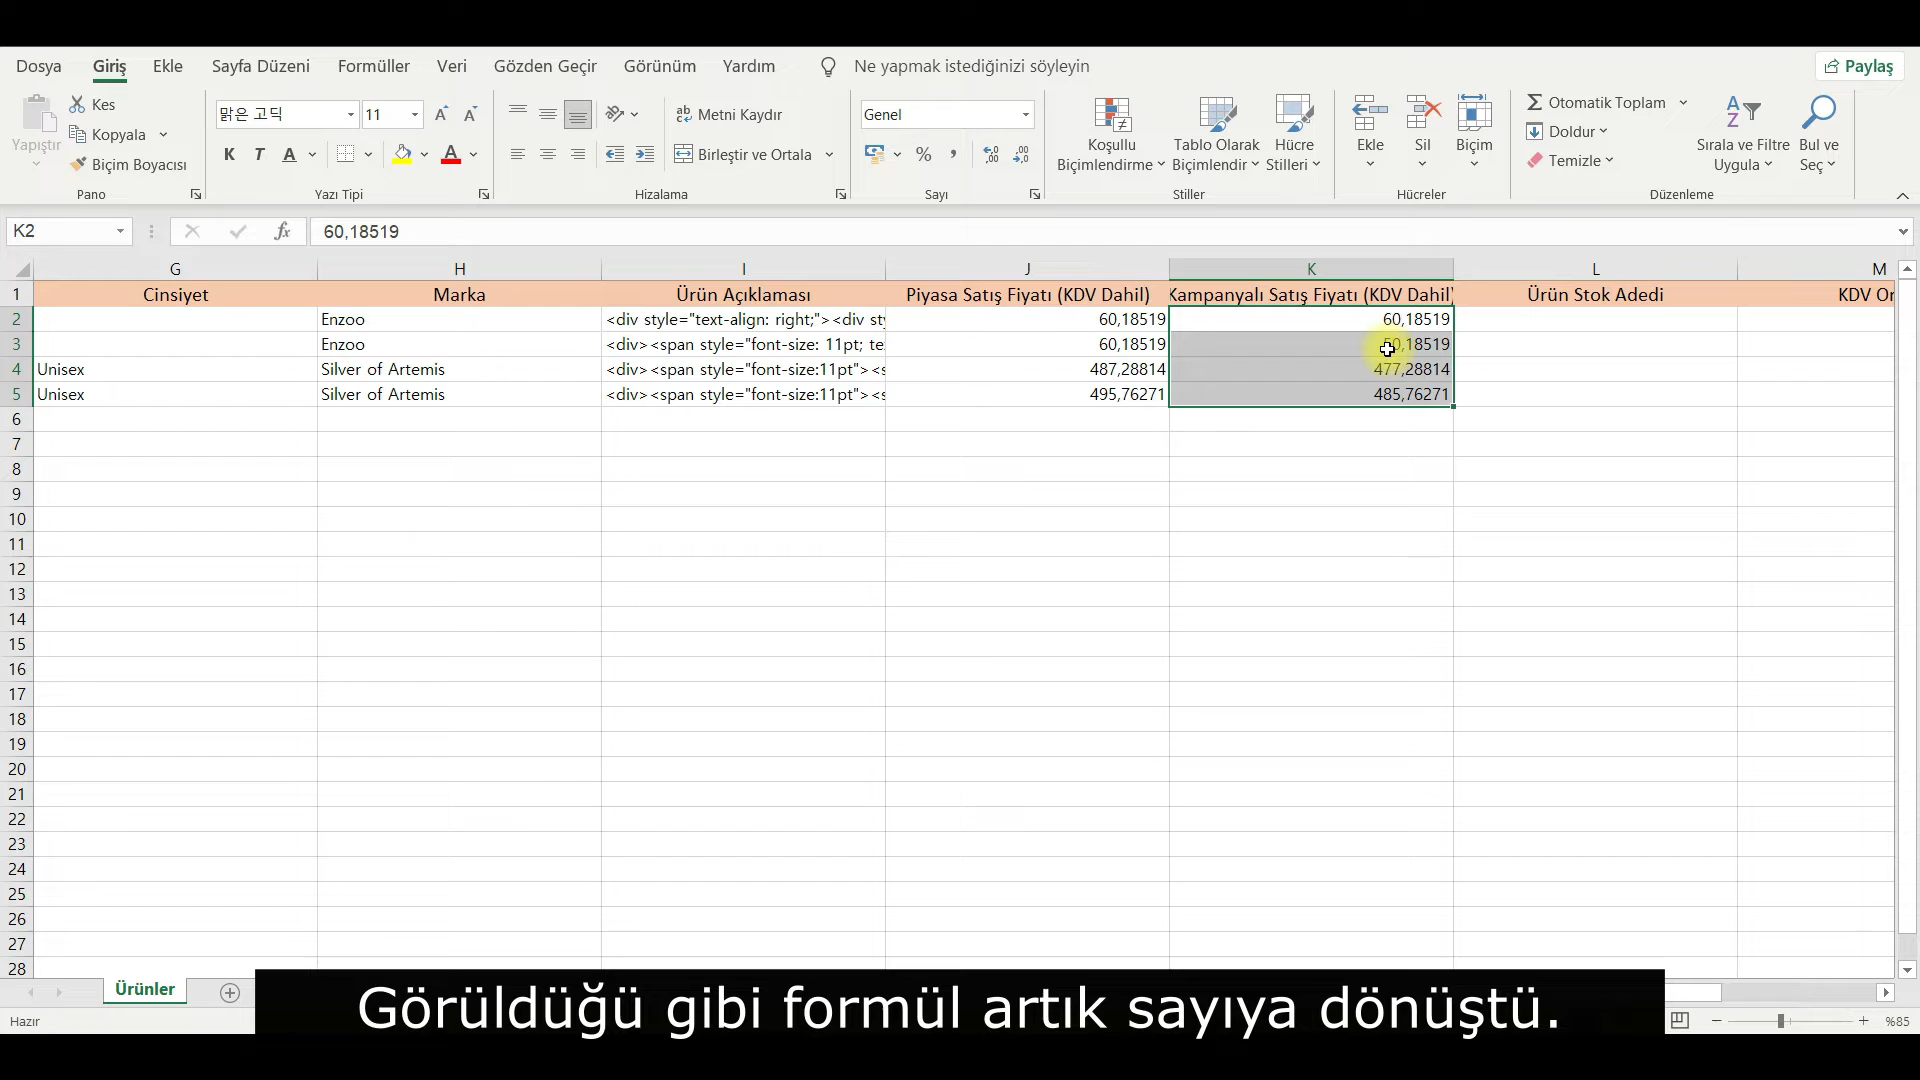 Dosya Giriş Ekle Sayfa Düzeni Formüller Veri Gözden Geçir Görünüm Yardım Ne yapmak istediğinizi söyleyin Paylaş
Yapıştır
Kes
Kopyala
Biçim Boyacısı
Pano
맑은 고딕 11
K T A A
Yazı Tipi
Metni Kaydır
Birleştir ve Ortala
Hizalama
Genel
%
Sayı
Koşullu Biçimlendirme
Tablo Olarak Biçimlendir
Hücre Stilleri
Stiller
Ekle
Sil
Biçim
Hücreler
Otomatik Toplam
Doldur
Temizle
Sırala ve Filtre Uygula
Bul ve Seç
Düzenleme
K2 fx 60,18519
G H I J K L M
1 Cinsiyet Marka Ürün Açıklaması Piyasa Satış Fiyatı (KDV Dahil) Kampanyalı Satış Fiyatı (KDV Dahil) Ürün Stok Adedi KDV Or
2 Enzoo <div style="text-align: right;"><div sty 60,18519 60,18519
3 Enzoo <div><span style="font-size: 11pt; te 60,18519 0,18519
4 Unisex Silver of Artemis <div><span style="font-size:11pt"><s 487,28814 477,28814
5 Unisex Silver of Artemis <div><span style="font-size:11pt"><s 495,76271 485,76271
6
7
8
9
10
11
12
13
14
15
16
17
18
19
20
21
22
23
24
25
26
27
28
Ürünler
Görüldüğü gibi formül artık sayıya dönüştü.
Hazır
%85